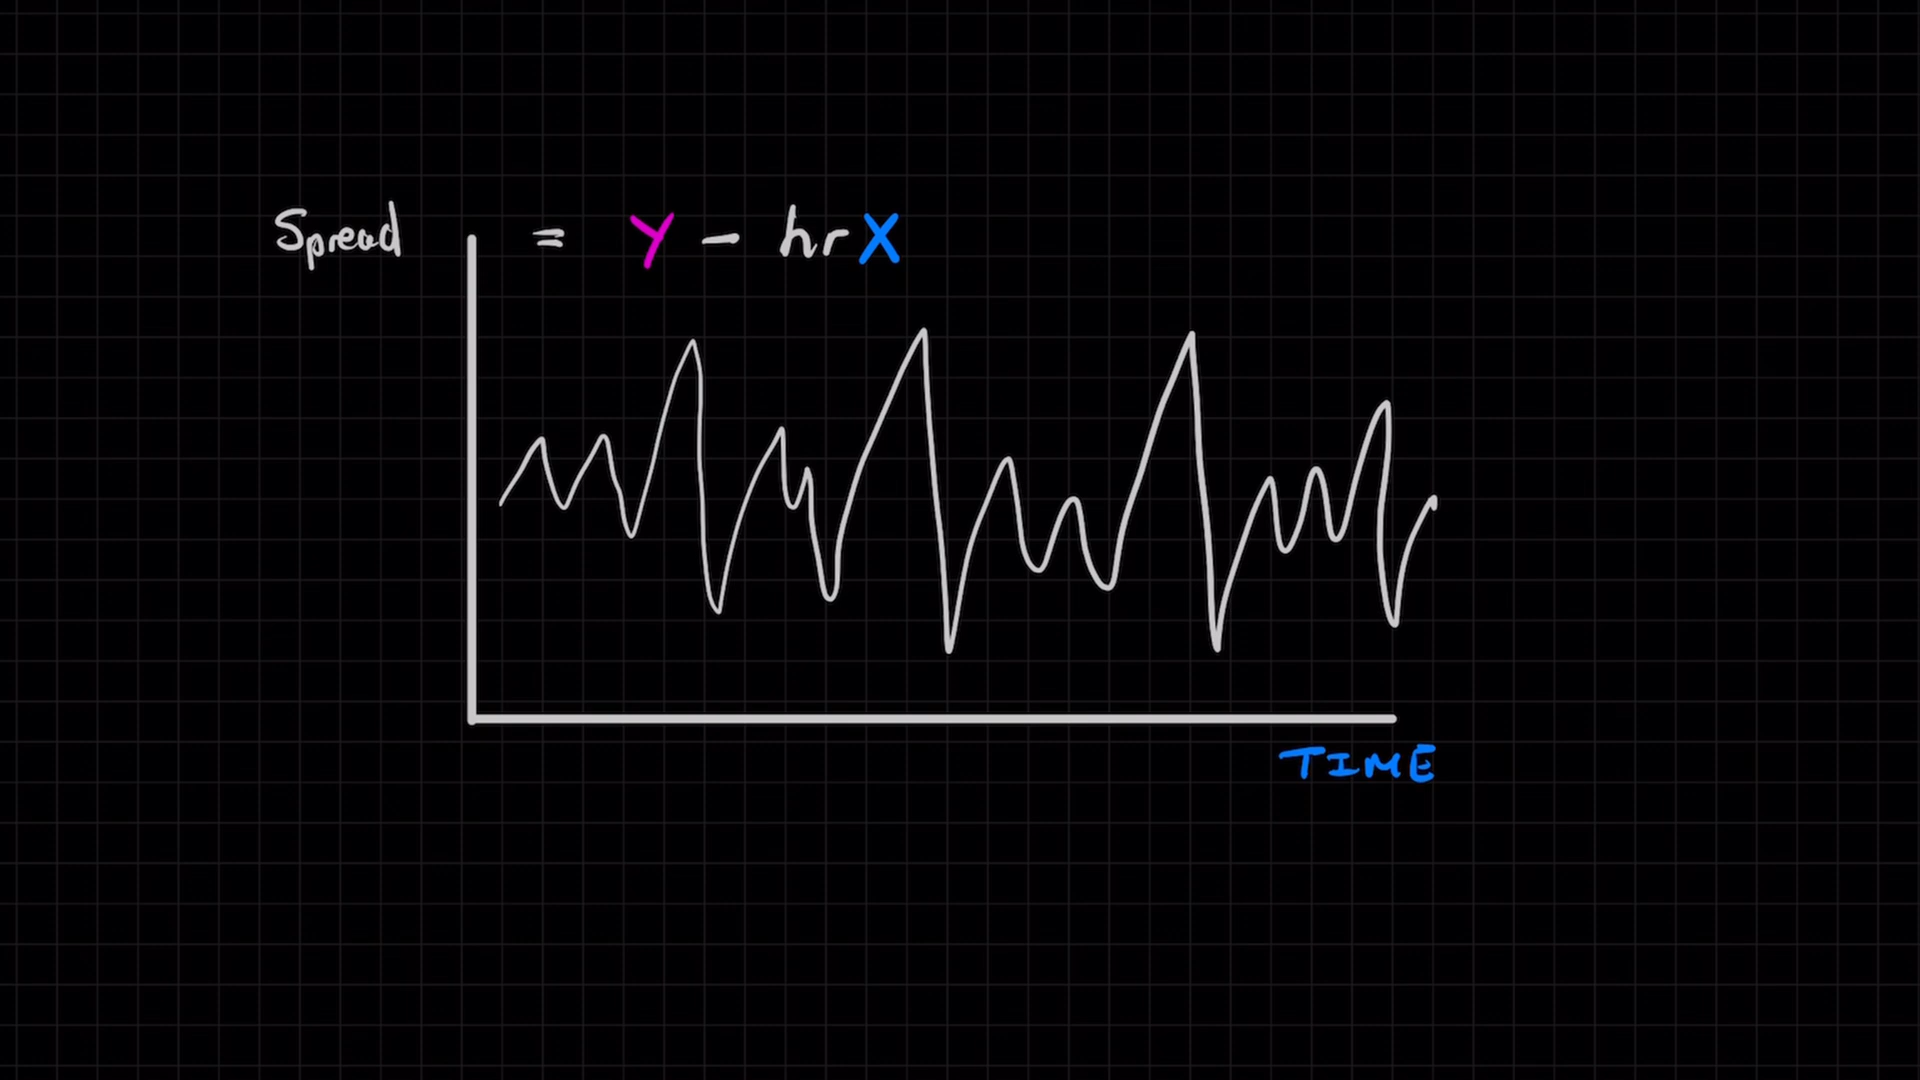 Spread = Y - hr X
TIME